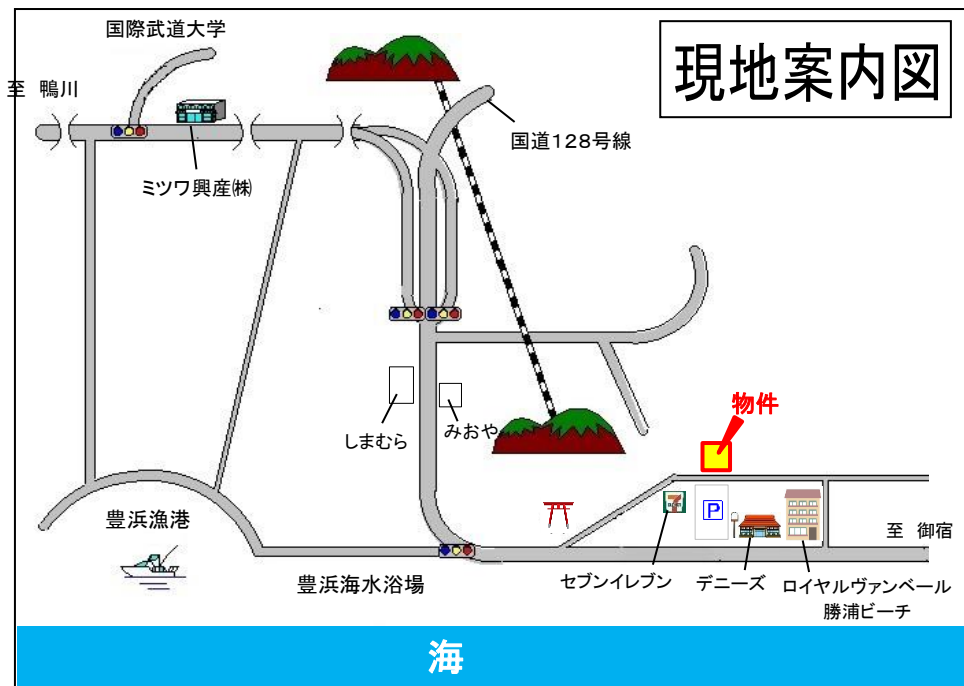 国際武道大学
現地案内図
至 鴨川
国道128号線
ミツワ興産㈱
しまむら
みおや
物件
7
P
豊浜漁港
至 御宿
豊浜海水浴場
セブンイレブン
デニーズ
ロイヤルヴァンベール
勝浦ビーチ
海